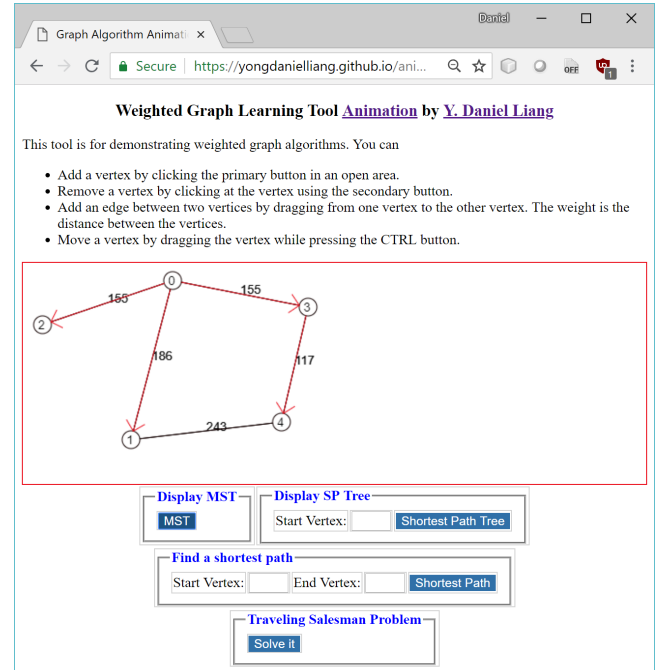 Daniel
Graph Algorithm Animati
Secure https://yongdanielliang.github.io/ani...
OFF
1
Weighted Graph Learning Tool Animation by Y. Daniel Liang
This tool is for demonstrating weighted graph algorithms. You can
• Add a vertex by clicking the primary button in an open area.
• Remove a vertex by clicking at the vertex using the secondary button.
• Add an edge between two vertices by dragging from one vertex to the other vertex. The weight is the
distance between the vertices.
• Move a vertex by dragging the vertex while pressing the CTRL button.
0
155
155
3
2
186
117
243
4
1
Display MST
Display SP Tree
MST
Start Vertex:
Shortest Path Tree
Find a shortest path
Start Vertex:
End Vertex:
Shortest Path
Traveling Salesman Problem
Solve it